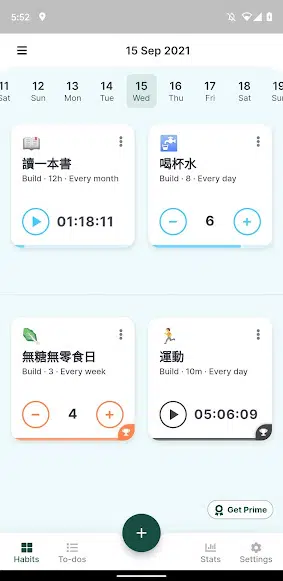 5:52
15 Sep 2021
11 12 13 14 15 16 17 18 19
Sat Sun Mon Tue Wed Thu Fri Sat Sun
讀一本書
Build · 12h · Every month
01:18:11
喝杯水
Build · 8 · Every day
6
無糖無零食日
Build · 3 · Every week
4
運動
Build · 10m · Every day
05:06:09
Get Prime
Habits
To-dos
Stats
Settings